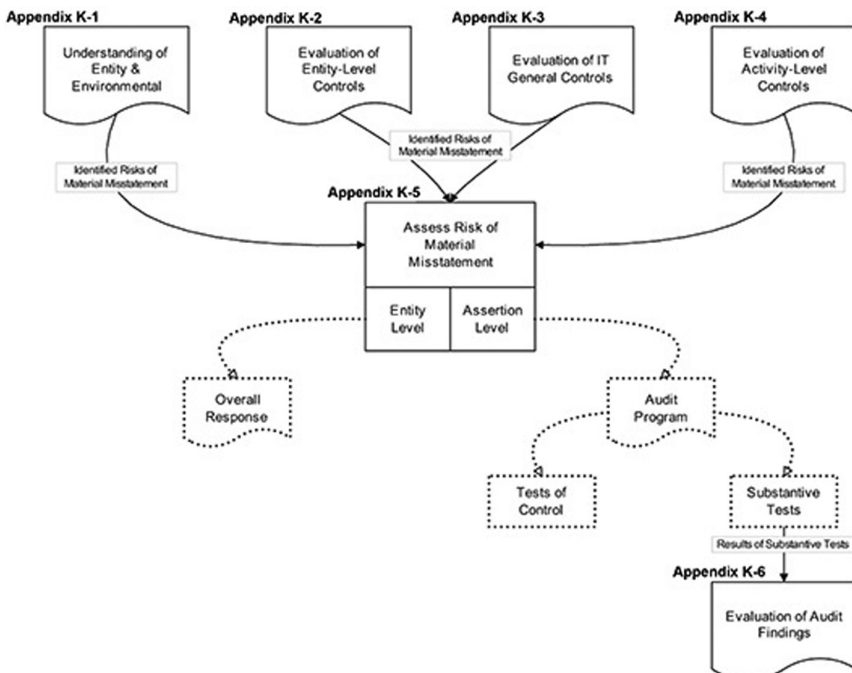 Appendix K-1
Understanding of
Entity &
Environmental
Appendix K-2
Evaluation of
Entity-Level
Controls
Appendix K-3
Evaluation of IT
General Controls
Appendix K-4
Evaluation of
Activity-Level
Controls
Identified Risks of
Material Misstatement
Identified Risks of
Material Misstatement
Identified Risks of
Material Misstatement
Appendix K-5
Assess Risk of
Material
Misstatement
Entity
Level
Assertion
Level
Overall
Response
Audit
Program
Tests of
Control
Substantive
Tests
Results of Substantive Tests
Appendix K-6
Evaluation of Audit
Findings